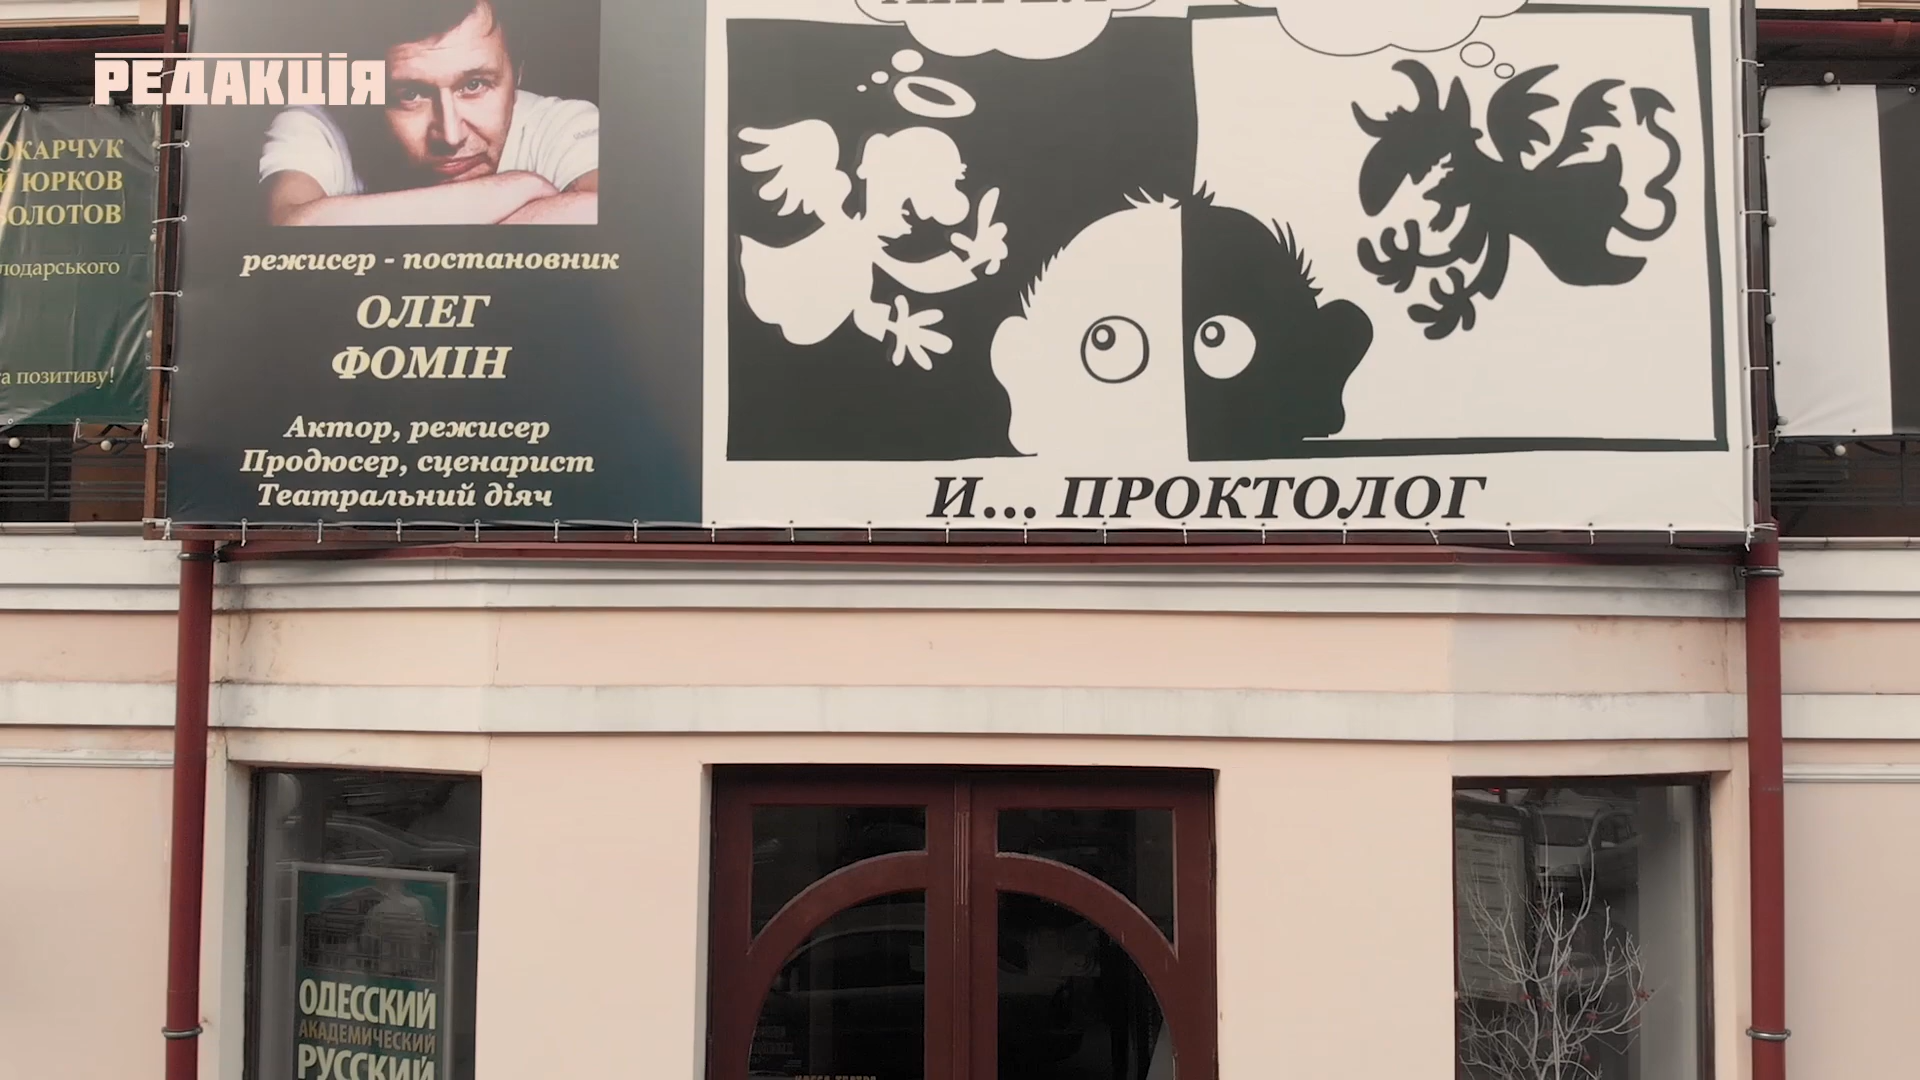 РЕДАКЦІЯ
ОКАРЧУК
Й ЮРКОВ
ЗОЛОТОВ
лодарського
а позитиву!
режисер - постановник
ОЛЕГ
ФОМІН
Актор, режисер
Продюсер, сценарист
Театральний діяч
И... ПРОКТОЛОГ
ОДЕССКИЙ
АКАДЕМИЧЕСКИЙ
РУССКИЙ